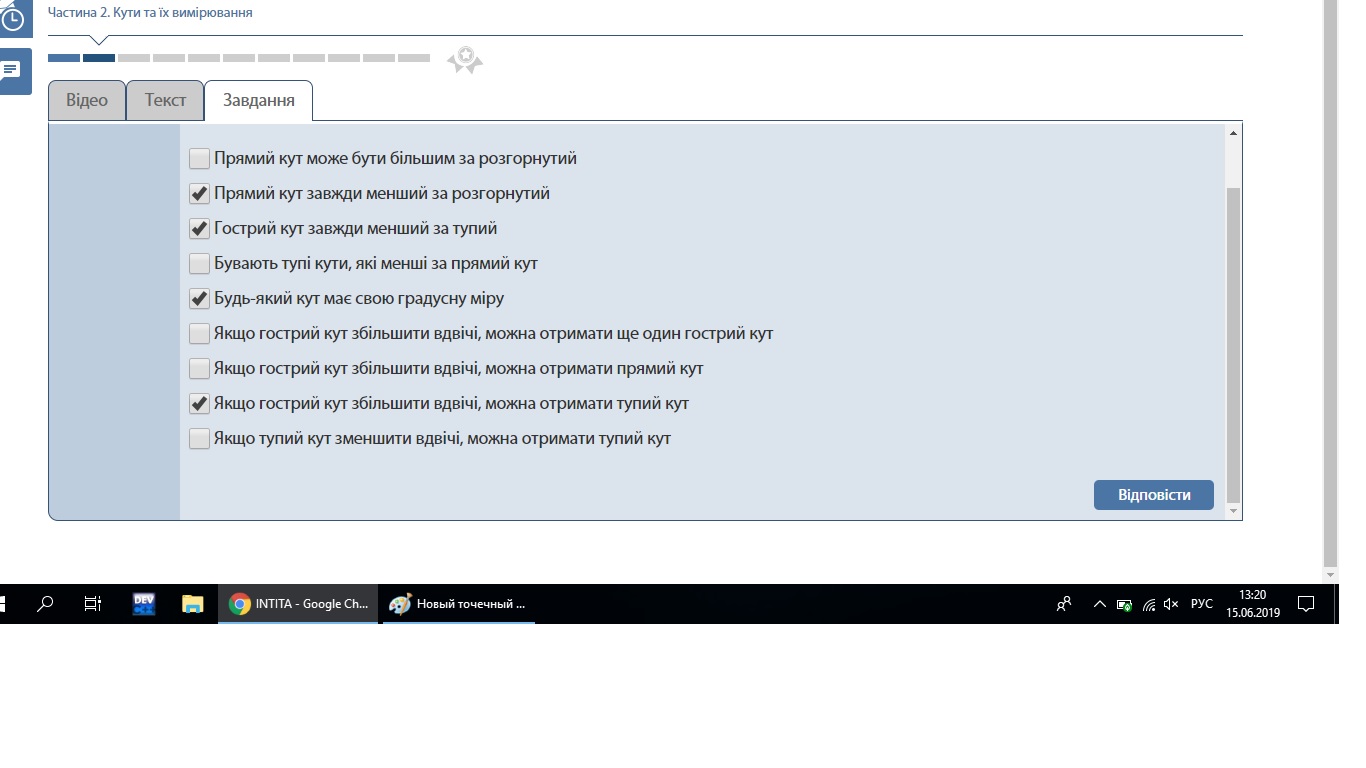 Частина 2. Кути та їх вимірювання
Відео
Текст
Завдання
Прямий кут може бути більшим за розгорнутий
Прямий кут завжди менший за розгорнутий
Гострий кут завжди менший за тупий
Бувають тупі кути, які менші за прямий кут
Будь-який кут має свою градусну міру
Якщо гострий кут збільшити вдвічі, можна отримати ще один гострий кут
Якщо гострий кут збільшити вдвічі, можна отримати прямий кут
Якщо гострий кут збільшити вдвічі, можна отримати тупий кут
Якщо тупий кут зменшити вдвічі, можна отримати тупий кут
Відповісти
DEV
INTITA - Google Ch...
Новый точечный ...
РУС
13:20
15.06.2019